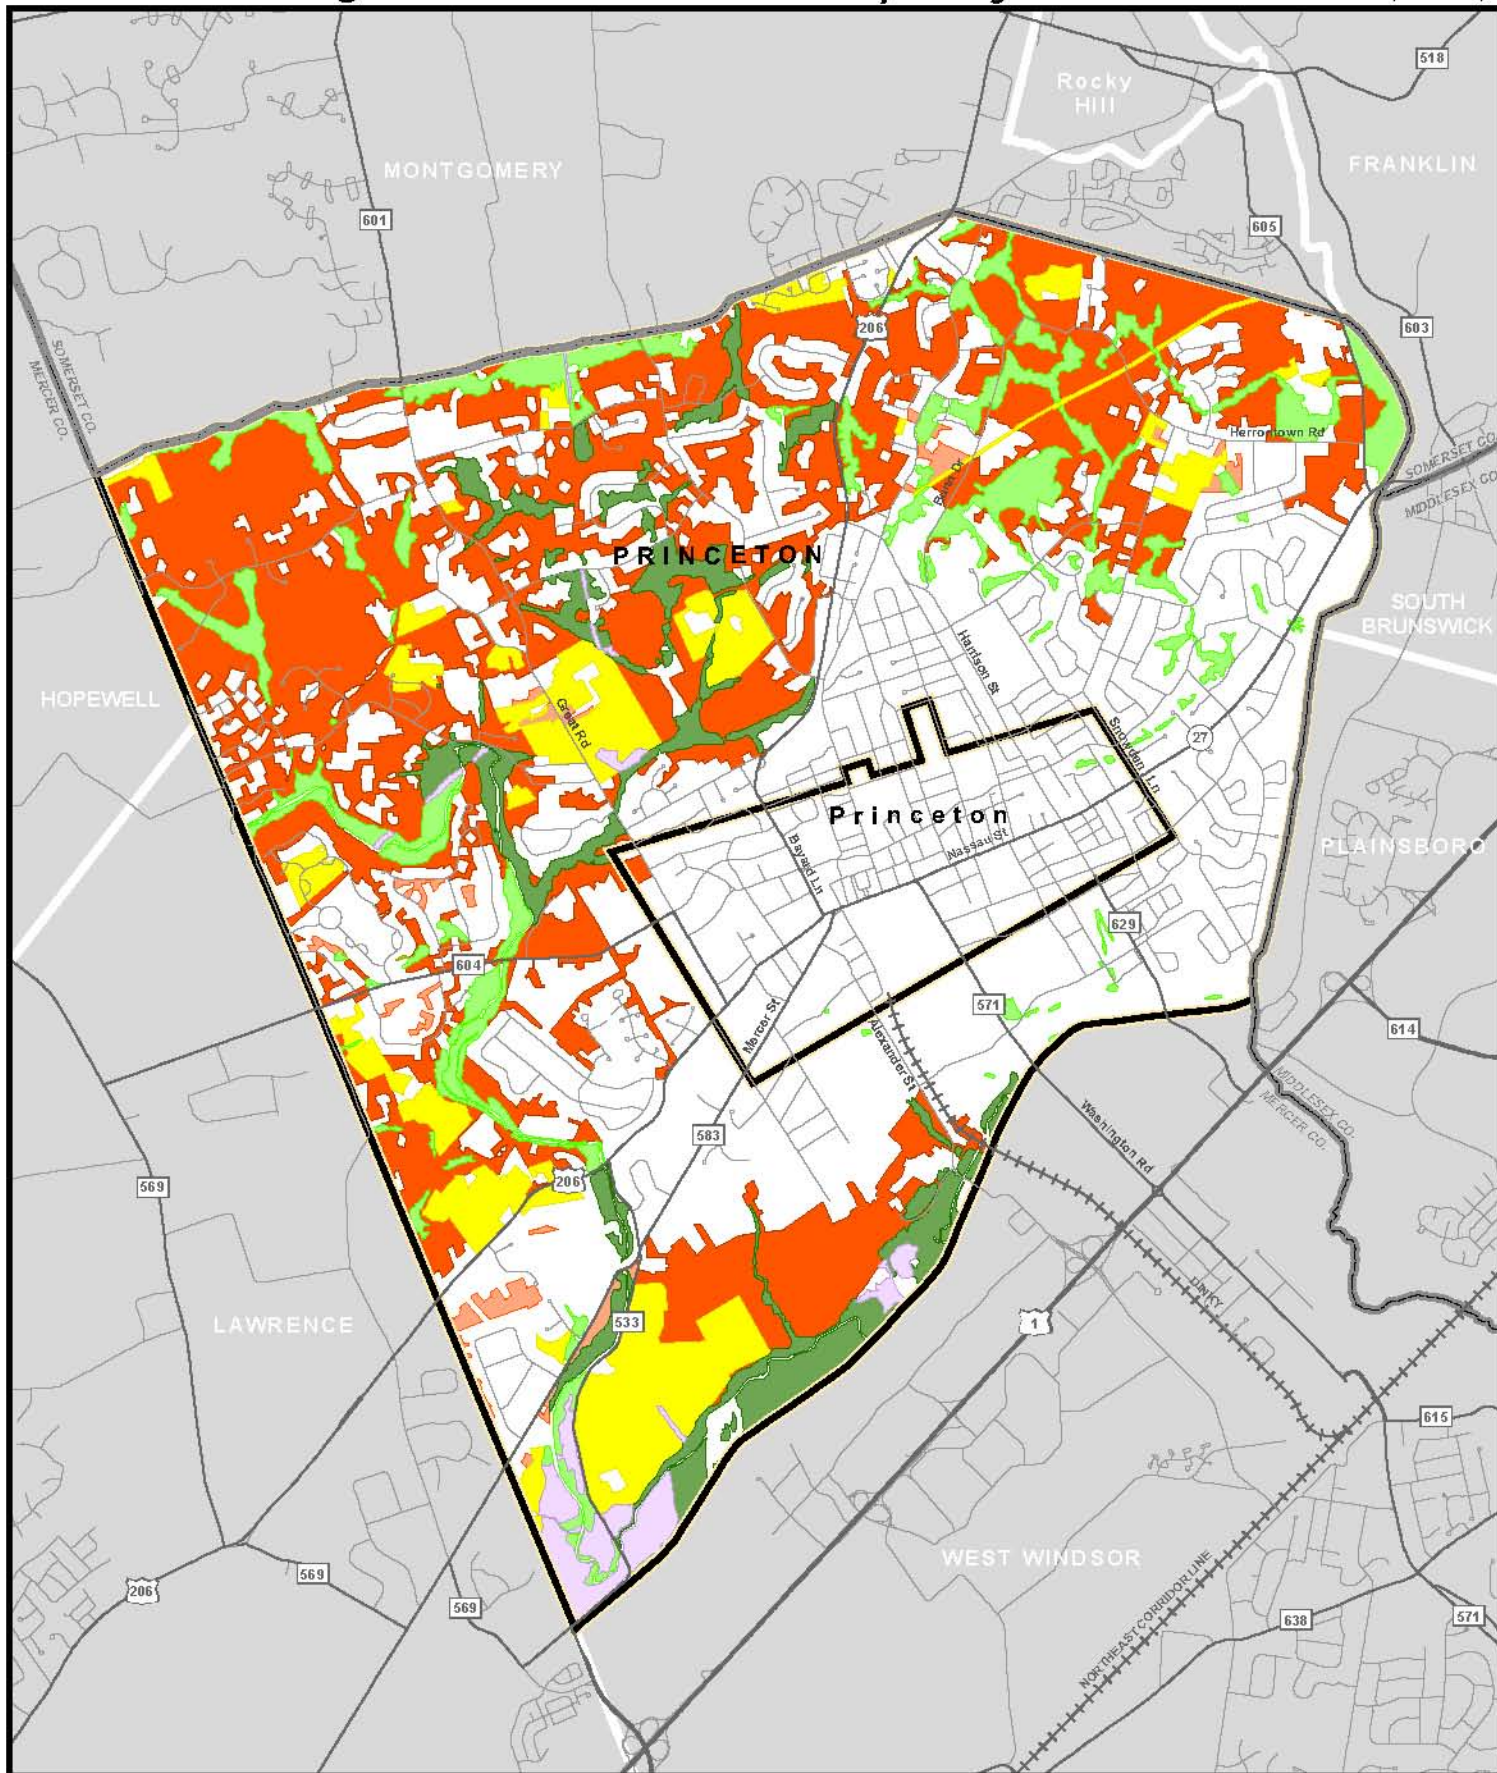 518
Rocky
Hill
FRANKLIN
MONTGOMERY
601
605
603
206
SOMERSET CO.
MERCER CO.
Herrontown Rd
SOMERSET CO.
MIDDLESEX CO.
PRINCETON
SOUTH
BRUNSWICK
Harrison St
HOPEWELL
Great Rd
Snowden Ln
27
Princeton
Nassau St
PLAINSBORO
Bayard Ln
629
604
571
Mercer St
614
Alexander St
MIDDLESEX CO.
MERCER CO.
Washington Rd
583
569
206
DINKY
LAWRENCE
533
1
615
WEST WINDSOR
NORTHEAST CORRIDOR LINE
206
569
569
638
571